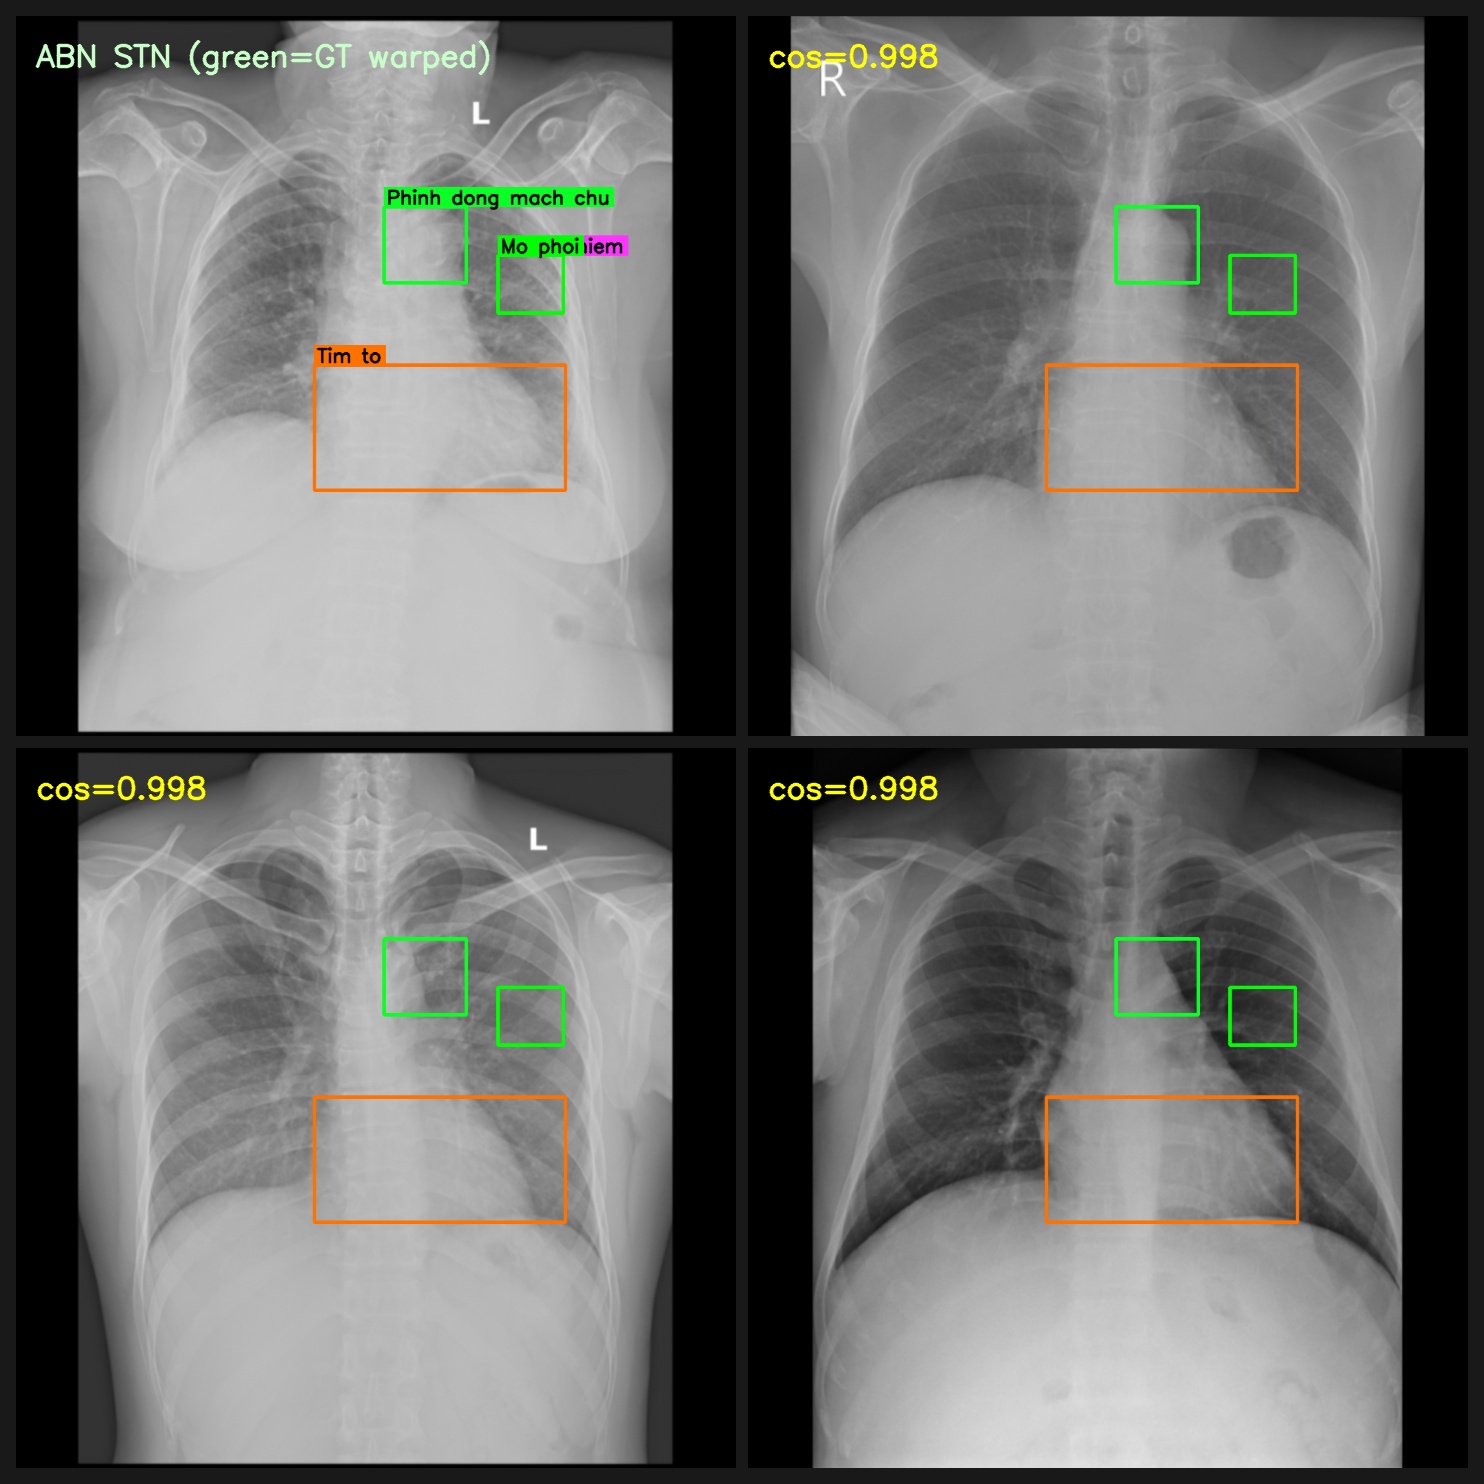 ABN STN (green=GT warped)
L
Phinh dong mach chu
Mo phoi
iem
Tim to
cos=0.998
R
cos=0.998
L
cos=0.998